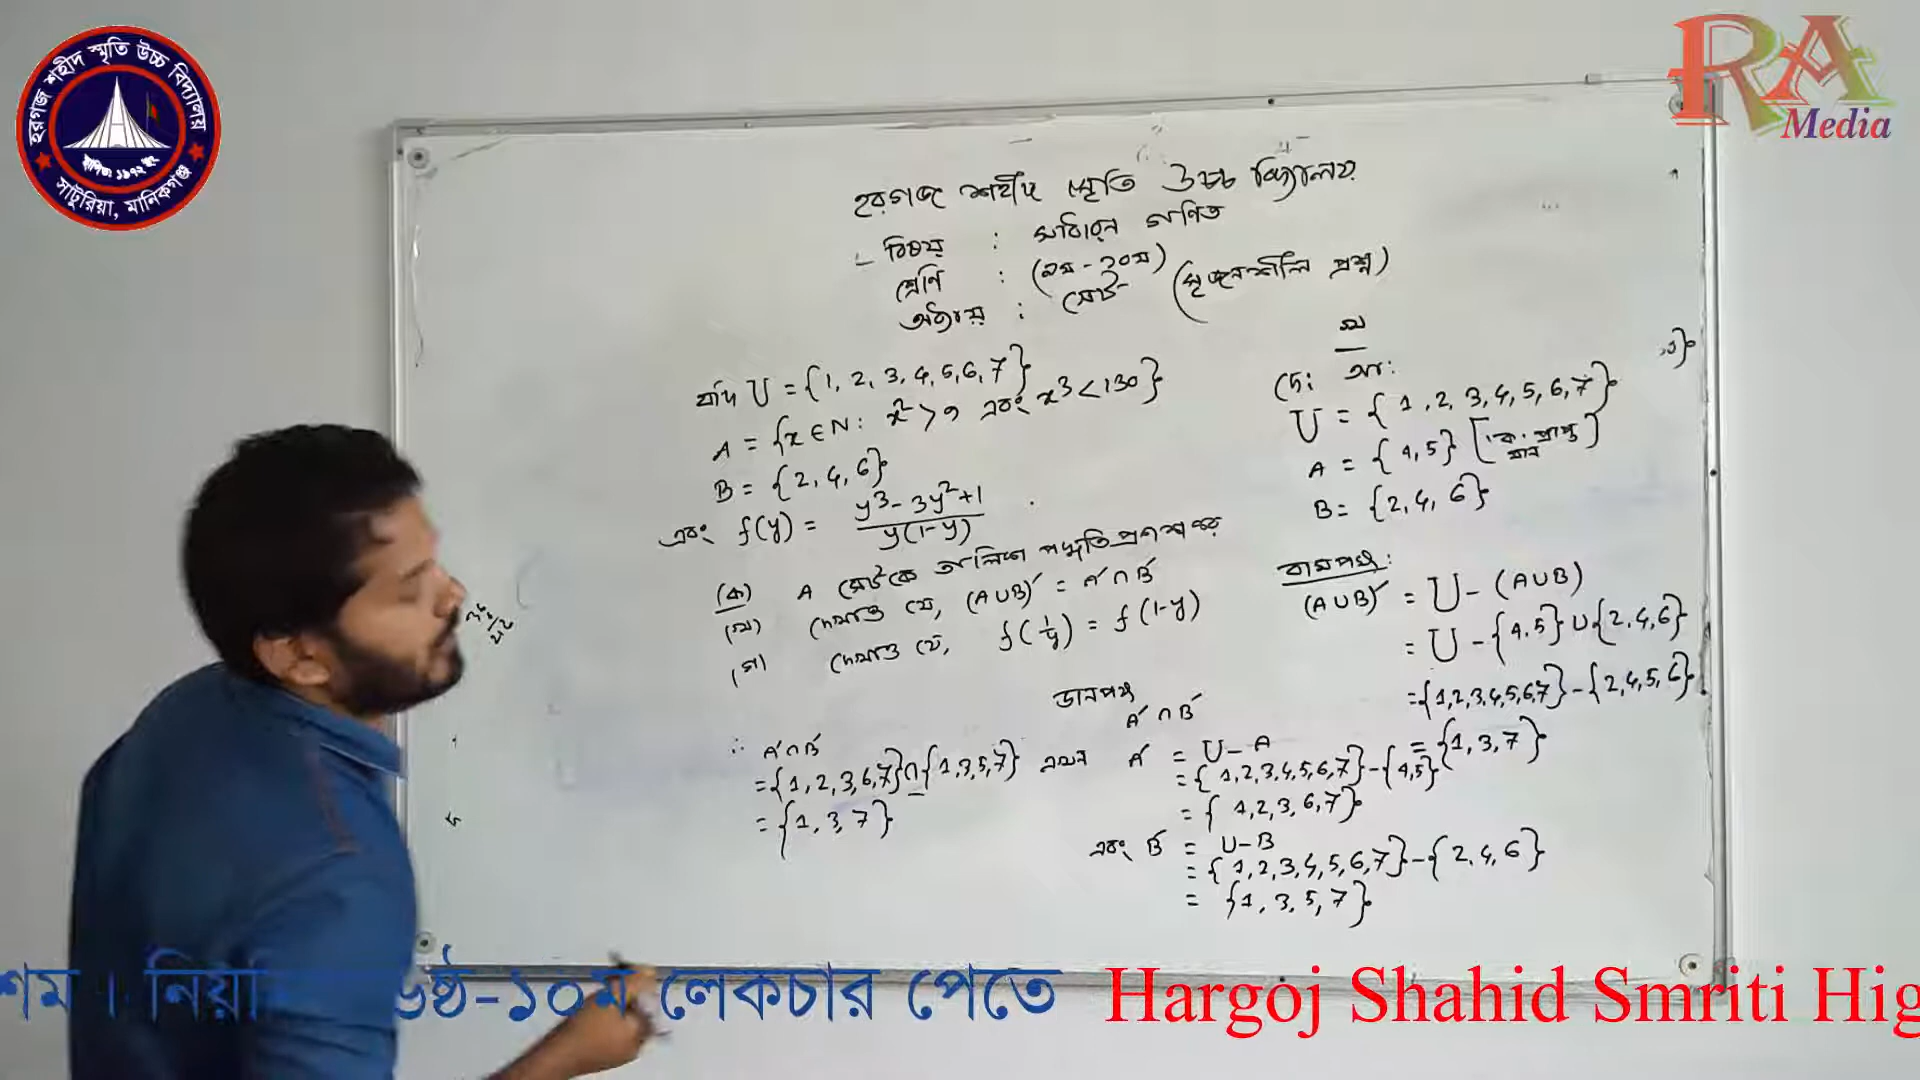 হরগজ শহীদ স্মৃতি উচ্চ বিদ্যালয়
সাটুরিয়া, মানিকগঞ্জ
স্থাপিত: ১৯৭২ ইং
RA
Media
হরগজ শহীদ স্মৃতি উচ্চ বিদ্যালয়
বিষয় : সাধারন গণিত
শ্রেণি : (৯ম - ১০ম)
অধ্যায় : সেট (সৃজনশীল প্রশ্ন)
যদি U = {1, 2, 3, 4, 5, 6, 7}
A = {x ∈ N : x² > ৭ এবং x³ < 130}
B = {2, 4, 6}
এবং f(y) = (y³ - 3y² + 1) / (y(1-y))
(ক) A সেটকে তালিকা পদ্ধতি প্রকাশ কর
(খ) দেখাও যে, (A∪B)′ = A′ ∩ B′
(গ) দেখাও যে, f(1/y) = f(1-y)
খ
দে: আ:
U = {1, 2, 3, 4, 5, 6, 7}
A = {4, 5} ['ক' প্রাপ্ত মান]
B = {2, 4, 6}
বামপক্ষ:
(A∪B)′ = U - (A∪B)
= U - {4, 5} ∪ {2, 4, 6}
= {1, 2, 3, 4, 5, 6, 7} - {2, 4, 5, 6}
= {1, 3, 7}
ডানপক্ষ
A′ ∩ B′
এখন A′ = U - A
= {1, 2, 3, 4, 5, 6, 7} - {4, 5}
= {1, 2, 3, 6, 7}
এবং B′ = U - B
= {1, 2, 3, 4, 5, 6, 7} - {2, 4, 6}
= {1, 3, 5, 7}
∴ A′ ∩ B′
= {1, 2, 3, 6, 7} ∩ {1, 3, 5, 7}
= {1, 3, 7}
লেকচার পেতে Hargoj Shahid Smriti Hig